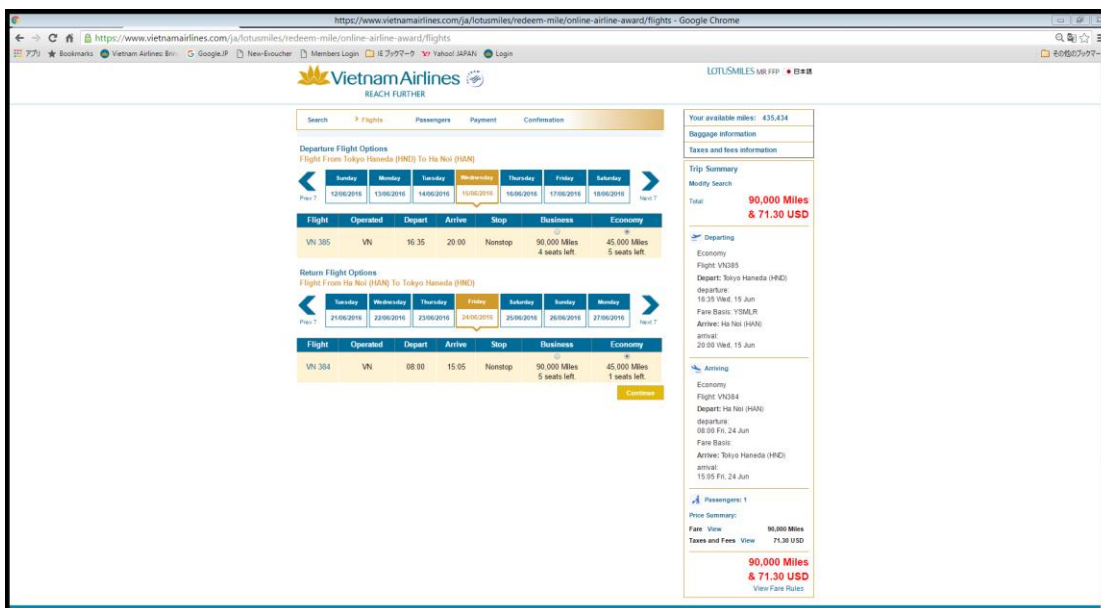 https://www.vietnamairlines.com/ja/lotusmiles/redeem-mile/online-airline-award/flights - Google Chrome
https://www.vietnamairlines.com/ja/lotusmiles/redeem-mile/online-airline-award/flights
アプリ Bookmarks Vietnam Airlines: Eri GoogleJP New-Evoucher Members Login IE ブックマーク Yahoo! JAPAN Login その他のブックマー
Vietnam Airlines
REACH FURTHER
LOTUSMILES MR FFP 日本語
Search Flights Passengers Payment Confirmation
Departure Flight Options
Flight From Tokyo Haneda (HND) To Ha Noi (HAN)
Sunday Monday Tuesday Wednesday Thursday Friday Saturday
Prev 7 12/06/2016 13/06/2016 14/06/2016 15/06/2016 16/06/2016 17/06/2016 18/06/2016 Next 7
Flight Operated Depart Arrive Stop Business Economy
VN 385 VN 16:35 20:00 Nonstop 90,000 Miles 45,000 Miles
4 seats left. 5 seats left.
Return Flight Options
Flight From Ha Noi (HAN) To Tokyo Haneda (HND)
Tuesday Wednesday Thursday Friday Saturday Sunday Monday
Prev 7 21/06/2016 22/06/2016 23/06/2016 24/06/2016 25/06/2016 26/06/2016 27/06/2016 Next 7
Flight Operated Depart Arrive Stop Business Economy
VN 384 VN 08:00 15:05 Nonstop 90,000 Miles 45,000 Miles
5 seats left. 1 seats left.
Continue
Your available miles: 435,434
Baggage information
Taxes and fees information
Trip Summary
Modify Search
Total 90,000 Miles
& 71.30 USD
Departing
Economy
Flight: VN385
Depart: Tokyo Haneda (HND)
departure:
16:35 Wed, 15 Jun
Fare Basis: YSMLR
Arrive: Ha Noi (HAN)
arrival:
20:00 Wed, 15 Jun
Arriving
Economy
Flight: VN384
Depart: Ha Noi (HAN)
departure:
08:00 Fri, 24 Jun
Fare Basis:
Arrive: Tokyo Haneda (HND)
arrival:
15:05 Fri, 24 Jun
Passengers: 1
Price Summary:
Fare View 90,000 Miles
Taxes and Fees View 71.30 USD
90,000 Miles
& 71.30 USD
View Fare Rules